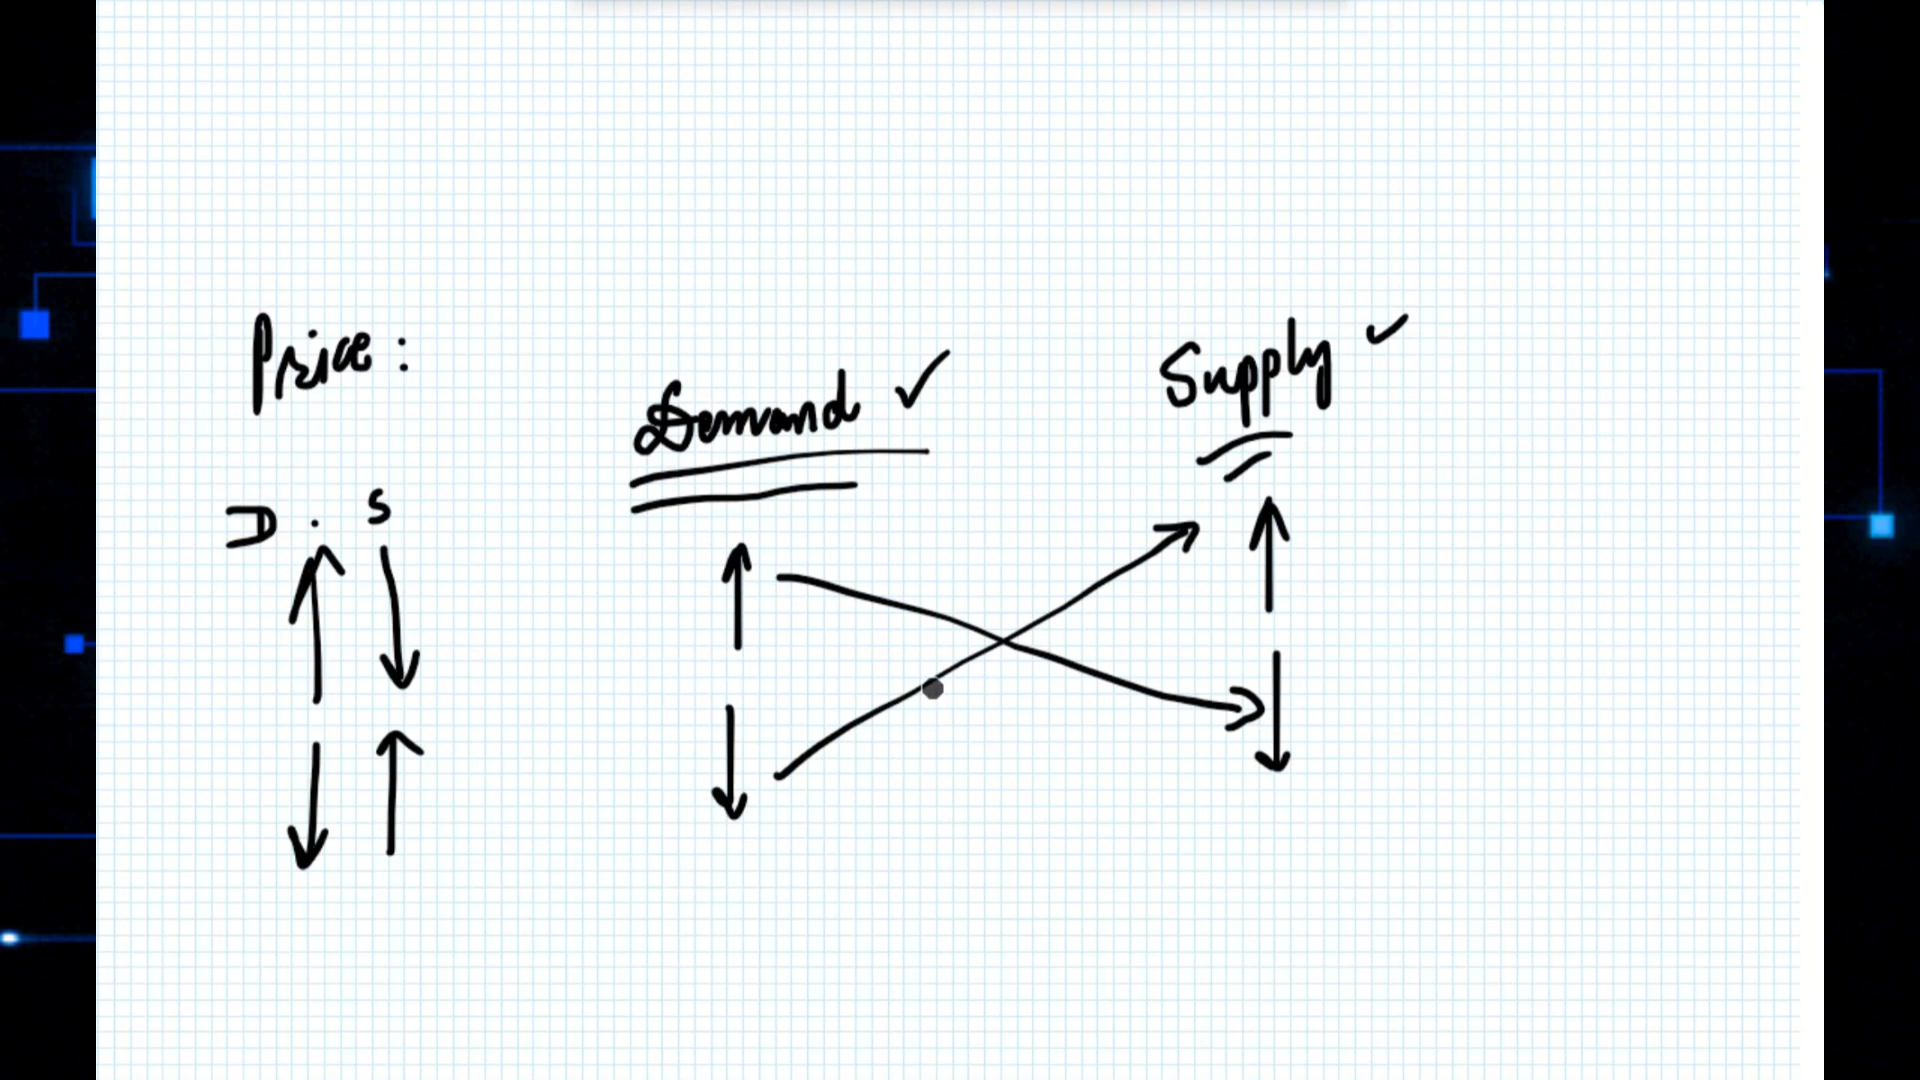 Price :
Demand ✓
Supply ✓
D . S